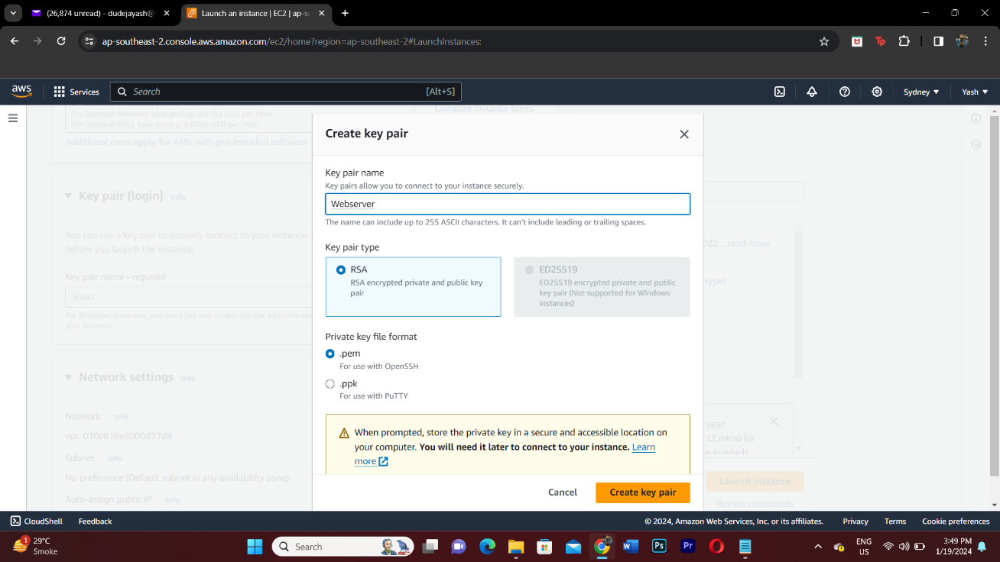 (26,874 unread) - dudejayash@
Launch an instance | EC2 | ap-sc
ap-southeast-2.console.aws.amazon.com/ec2/home?region=ap-southeast-2#LaunchInstances:
aws
Services
Search
[Alt+S]
Sydney
Yash
On-Demand Windows base pricing: 0.0192 USD per Hour
On-Demand RHEL base pricing: 0.0746 USD per Hour
Additional costs apply for AMIs with pre-installed software
Compare instance types
Key pair (login) Info
You can use a key pair to securely connect to your instance.
before you launch the instance.
Key pair name - required
Select
For Windows instances, you use a key pair to decrypt the administrato
your instance.
Network settings Info
Network Info
vpc-010c616e6000d77d9
Subnet Info
No preference (Default subnet in any availability zone)
Auto-assign public IP Info
Create key pair
Key pair name
Key pairs allow you to connect to your instance securely.
Webserver
The name can include up to 255 ASCII characters. It can't include leading or trailing spaces.
Key pair type
RSA
RSA encrypted private and public key
pair
ED25519
ED25519 encrypted private and public
key pair (Not supported for Windows
instances)
Private key file format
.pem
For use with OpenSSH
.ppk
For use with PuTTY
When prompted, store the private key in a secure and accessible location on
your computer. You will need it later to connect to your instance. Learn
more
Cancel
Create key pair
022 ...read more
type)
year
t2.micro (or
ns in which
Launch instance
Review commands
CloudShell
Feedback
© 2024, Amazon Web Services, Inc. or its affiliates.
Privacy
Terms
Cookie preferences
1
29°C
Smoke
Search
ENG
US
3:49 PM
1/19/2024